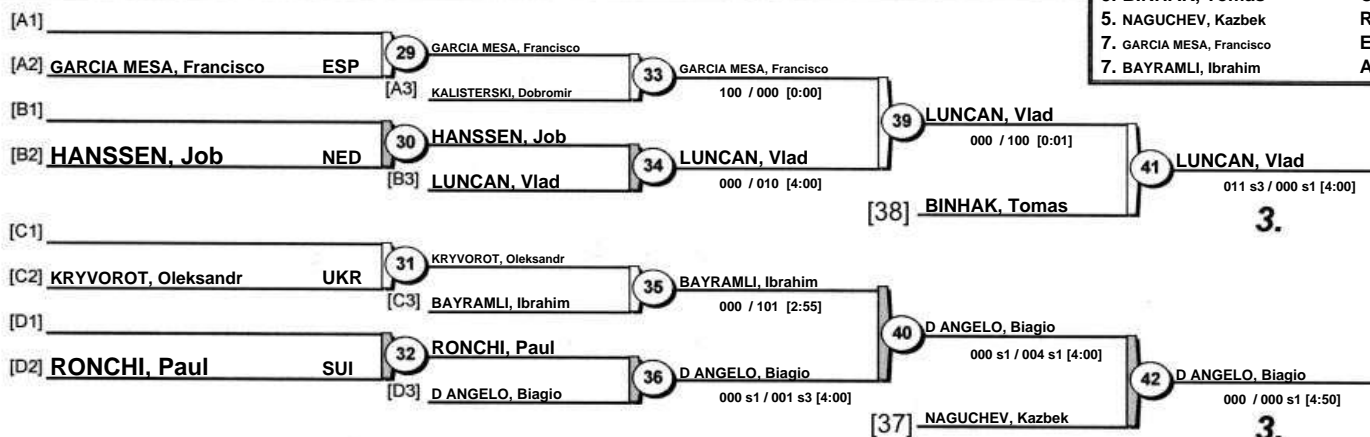 5. NAGUCHEV, Kazbek R
7. GARCIA MESA, Francisco E
7. BAYRAMLI, Ibrahim A
[A1]
29 GARCIA MESA, Francisco
[A2] GARCIA MESA, Francisco ESP
33 GARCIA MESA, Francisco
[A3] KALISTERSKI, Dobromir
100 / 000 [0:00]
[B1]
39 LUNCAN, Vlad
000 / 100 [0:01]
30 HANSSEN, Job
[B2] HANSSEN, Job NED
34 LUNCAN, Vlad
[B3] LUNCAN, Vlad
000 / 010 [4:00]
41 LUNCAN, Vlad
011 s3 / 000 s1 [4:00]
[38] BINHAK, Tomas
3.
[C1]
31 KRYVOROT, Oleksandr
[C2] KRYVOROT, Oleksandr UKR
35 BAYRAMLI, Ibrahim
[C3] BAYRAMLI, Ibrahim
000 / 101 [2:55]
[D1]
40 D ANGELO, Biagio
000 s1 / 004 s1 [4:00]
32 RONCHI, Paul
[D2] RONCHI, Paul SUI
36 D ANGELO, Biagio
[D3] D ANGELO, Biagio
000 s1 / 001 s3 [4:00]
42 D ANGELO, Biagio
000 / 000 s1 [4:50]
[37] NAGUCHEV, Kazbek
3.